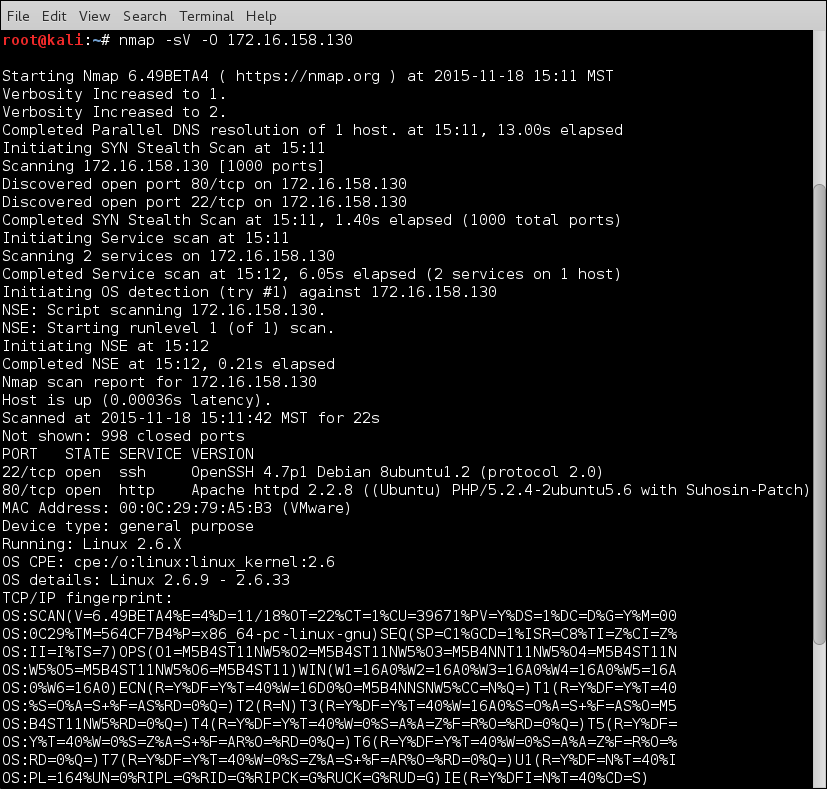 File Edit View Search Terminal Help
root@kali:~# nmap -sV -O 172.16.158.130
Starting Nmap 6.49BETA4 ( https://nmap.org ) at 2015-11-18 15:11 MST
Verbosity Increased to 1.
Verbosity Increased to 2.
Completed Parallel DNS resolution of 1 host. at 15:11, 13.00s elapsed
Initiating SYN Stealth Scan at 15:11
Scanning 172.16.158.130 [1000 ports]
Discovered open port 80/tcp on 172.16.158.130
Discovered open port 22/tcp on 172.16.158.130
Completed SYN Stealth Scan at 15:11, 1.40s elapsed (1000 total ports)
Initiating Service scan at 15:11
Scanning 2 services on 172.16.158.130
Completed Service scan at 15:12, 6.05s elapsed (2 services on 1 host)
Initiating OS detection (try #1) against 172.16.158.130
NSE: Script scanning 172.16.158.130.
NSE: Starting runlevel 1 (of 1) scan.
Initiating NSE at 15:12
Completed NSE at 15:12, 0.21s elapsed
Nmap scan report for 172.16.158.130
Host is up (0.00036s latency).
Scanned at 2015-11-18 15:11:42 MST for 22s
Not shown: 998 closed ports
PORT   STATE SERVICE VERSION
22/tcp open  ssh     OpenSSH 4.7p1 Debian 8ubuntu1.2 (protocol 2.0)
80/tcp open  http    Apache httpd 2.2.8 ((Ubuntu) PHP/5.2.4-2ubuntu5.6 with Suhosin-Patch)
MAC Address: 00:0C:29:79:A5:B3 (VMware)
Device type: general purpose
Running: Linux 2.6.X
OS CPE: cpe:/o:linux:linux_kernel:2.6
OS details: Linux 2.6.9 - 2.6.33
TCP/IP fingerprint:
OS:SCAN(V=6.49BETA4%E=4%D=11/18%OT=22%CT=1%CU=39671%PV=Y%DS=1%DC=D%G=Y%M=00
OS:0C29%TM=564CF7B4%P=x86_64-pc-linux-gnu)SEQ(SP=C1%GCD=1%ISR=C8%TI=Z%CI=Z%
OS:II=I%TS=7)OPS(O1=M5B4ST11NW5%O2=M5B4ST11NW5%O3=M5B4NNT11NW5%O4=M5B4ST11N
OS:W5%O5=M5B4ST11NW5%O6=M5B4ST11)WIN(W1=16A0%W2=16A0%W3=16A0%W4=16A0%W5=16A
OS:0%W6=16A0)ECN(R=Y%DF=Y%T=40%W=16D0%O=M5B4NNSNW5%CC=N%Q=)T1(R=Y%DF=Y%T=40
OS:%S=O%A=S+%F=AS%RD=0%Q=)T2(R=N)T3(R=Y%DF=Y%T=40%W=16A0%S=O%A=S+%F=AS%O=M5
OS:B4ST11NW5%RD=0%Q=)T4(R=Y%DF=Y%T=40%W=0%S=A%A=Z%F=R%O=%RD=0%Q=)T5(R=Y%DF=
OS:Y%T=40%W=0%S=Z%A=S+%F=AR%O=%RD=0%Q=)T6(R=Y%DF=Y%T=40%W=0%S=A%A=Z%F=R%O=%
OS:RD=0%Q=)T7(R=Y%DF=Y%T=40%W=0%S=Z%A=S+%F=AR%O=%RD=0%Q=)U1(R=Y%DF=N%T=40%I
OS:PL=164%UN=0%RIPL=G%RID=G%RIPCK=G%RUCK=G%RUD=G)IE(R=Y%DFI=N%T=40%CD=S)